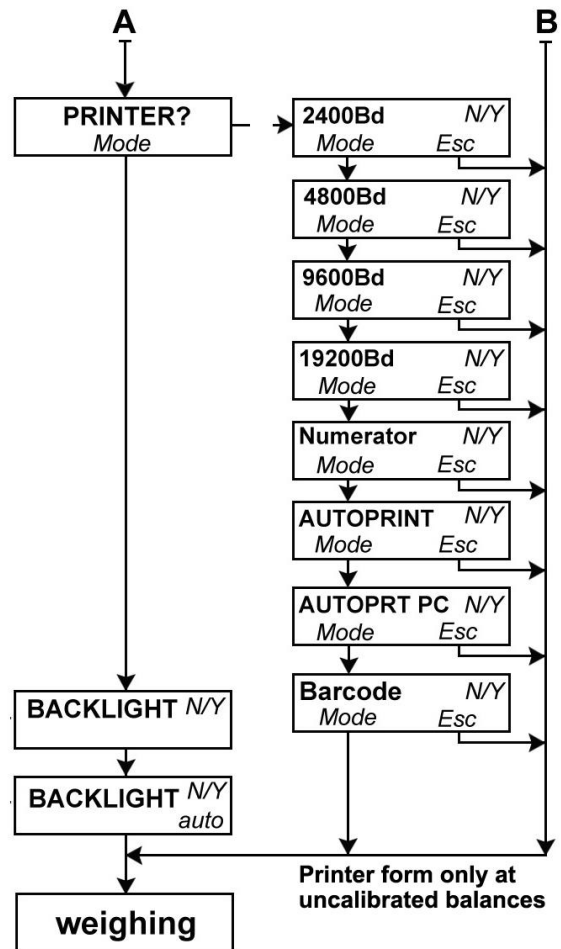 A
B
PRINTER?
Mode
2400Bd N/Y
Mode Esc
4800Bd N/Y
Mode Esc
9600Bd N/Y
Mode Esc
19200Bd N/Y
Mode Esc
Numerator N/Y
Mode Esc
AUTOPRINT N/Y
Mode Esc
AUTOPRT PC N/Y
Mode Esc
Barcode N/Y
Mode Esc
BACKLIGHT N/Y
BACKLIGHT N/Y
auto
Printer form only at
uncalibrated balances
weighing